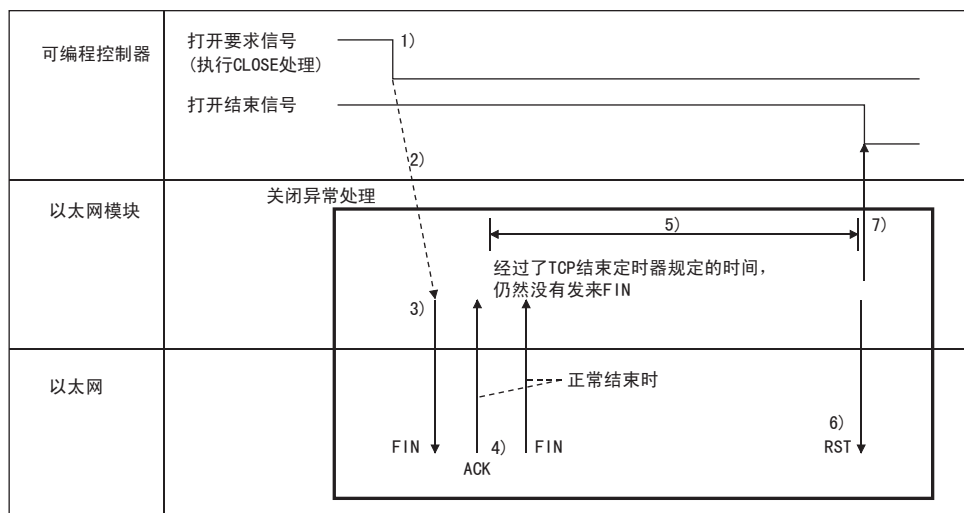 可编程控制器
打开要求信号
(执行CLOSE处理)
1)
打开结束信号
2)
以太网模块
关闭异常处理
5)
7)
经过了TCP结束定时器规定的时间，
仍然没有发来FIN
3)
以太网
正常结束时
FIN
ACK
4)
FIN
6)
RST